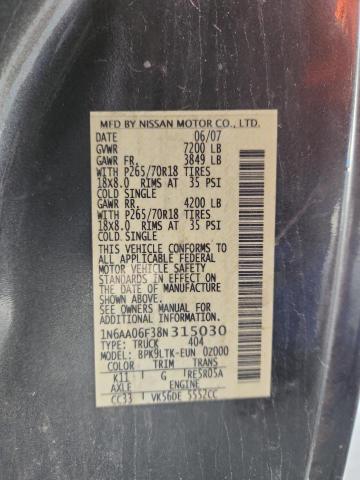 MFD BY NISSAN MOTOR CO., LTD.
DATE 06/07
GVWR 7200 LB
GAWR FR. 3849 LB
WITH P265/70R18 TIRES
18X8.0 RIMS AT 35 PSI
COLD SINGLE
GAWR RR. 4200 LB
WITH P265/70R18 TIRES
18X8.0 RIMS AT 35 PSI
COLD SINGLE
THIS VEHICLE CONFORMS TO
ALL APPLICABLE FEDERAL
MOTOR VEHICLE SAFETY
STANDARDS IN EFFECT ON
THE DATE OF MANUFACTURE
SHOWN ABOVE.
SEE OWNERS MANUAL FOR
ADDITIONAL INFORMATION
1N6AA06F38N315030
TYPE: TRUCK 404
MODEL: BPK9LTK-EUN 02000
COLOR TRIM TRANS
K11 G RE5R05A
AXLE ENGINE
CC33 VK56DE 5552CC